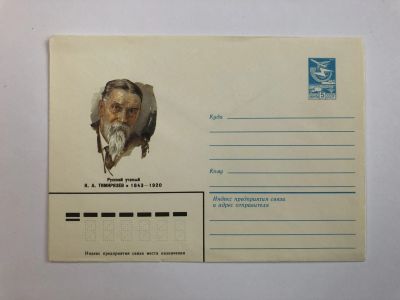 Русский ученый
К. А. ТИМИРЯЗЕВ • 1843—1920
Куда
Кому
Индекс предприятия связи
и адрес отправителя
Индекс предприятия связи места назначения